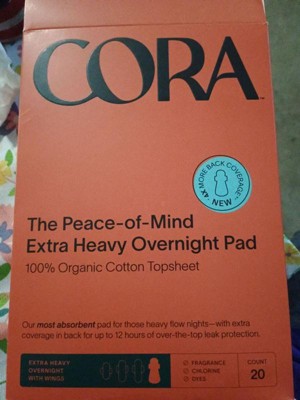 CORA™
4X MORE BACK COVERAGE
NEW
The Peace-of-Mind
Extra Heavy Overnight Pad
100% Organic Cotton Topsheet
Our most absorbent pad for those heavy flow nights—with extra
coverage in back for up to 12 hours of over-the-top leak protection.
EXTRA HEAVY
OVERNIGHT
WITH WINGS
FRAGRANCE
CHLORINE
DYES
COUNT
20